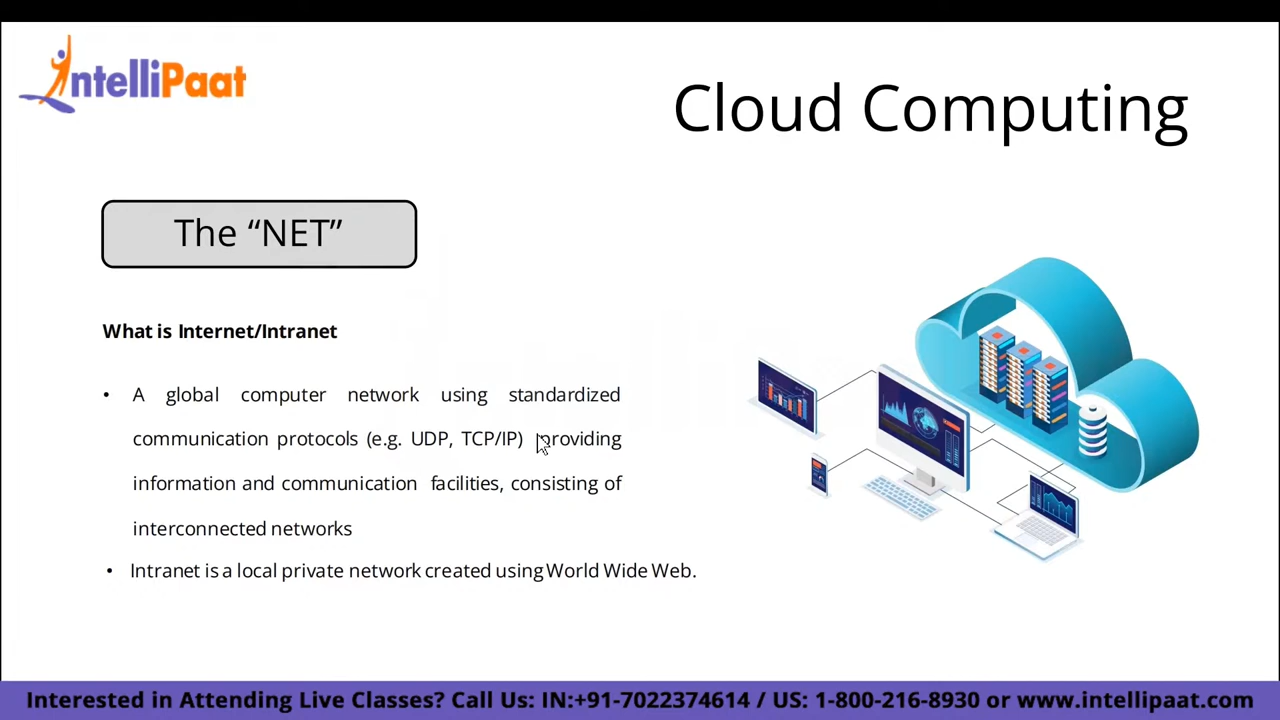 IntelliPaat
Cloud Computing
The “NET”
What is Internet/Intranet
• A global computer network using standardized
communication protocols (e.g. UDP, TCP/IP) providing
information and communication facilities, consisting of
interconnected networks
• Intranet is a local private network created using World Wide Web.
Interested in Attending Live Classes? Call Us: IN:+91-7022374614 / US: 1-800-216-8930 or www.intellipaat.com